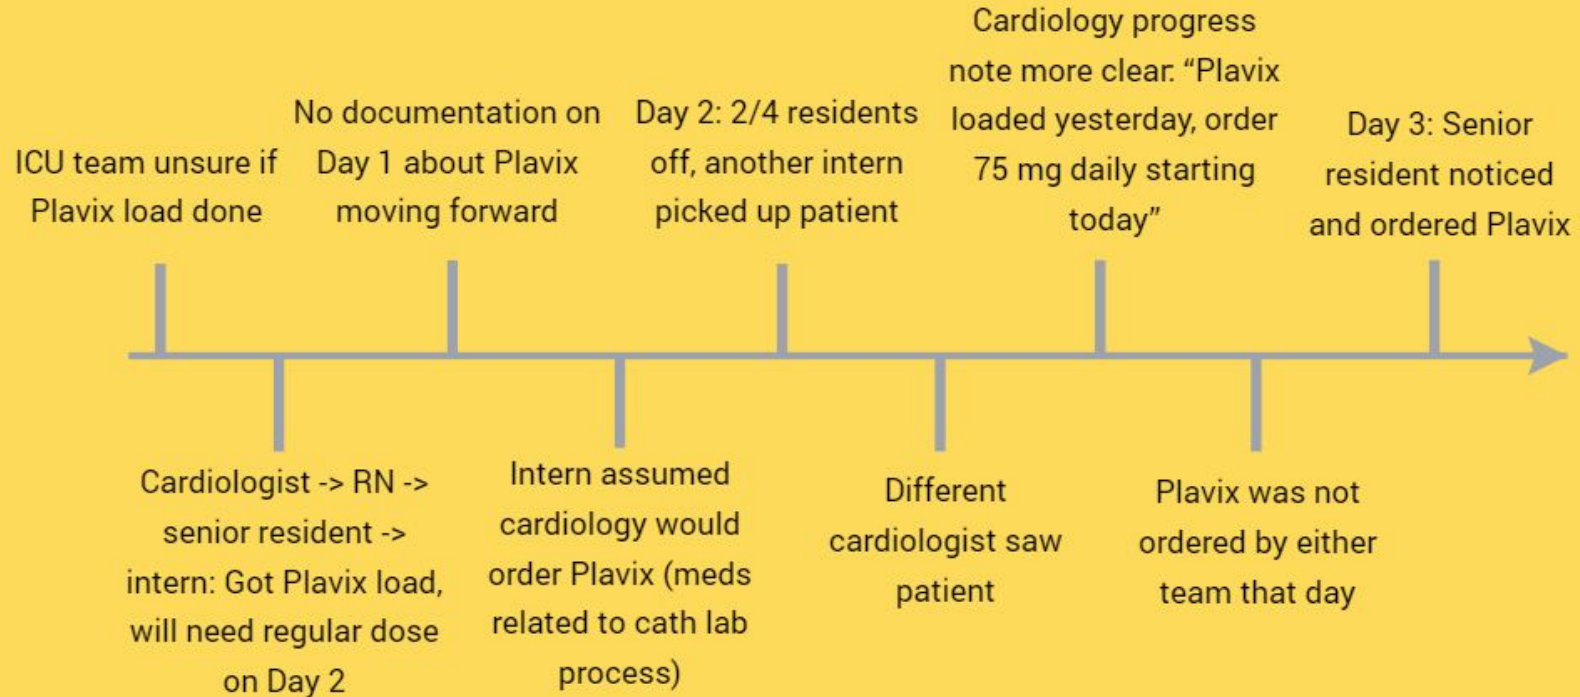 ICU team unsure if
Plavix load done
Cardiologist -> RN ->
senior resident ->
intern: Got Plavix load,
will need regular dose
on Day 2
No documentation on
Day 1 about Plavix
moving forward
Intern assumed
cardiology would
order Plavix (meds
related to cath lab
process)
Day 2: 2/4 residents
off, another intern
picked up patient
Different
cardiologist saw
patient
Cardiology progress
note more clear: “Plavix
loaded yesterday, order
75 mg daily starting
today”
Plavix was not
ordered by either
team that day
Day 3: Senior
resident noticed
and ordered Plavix